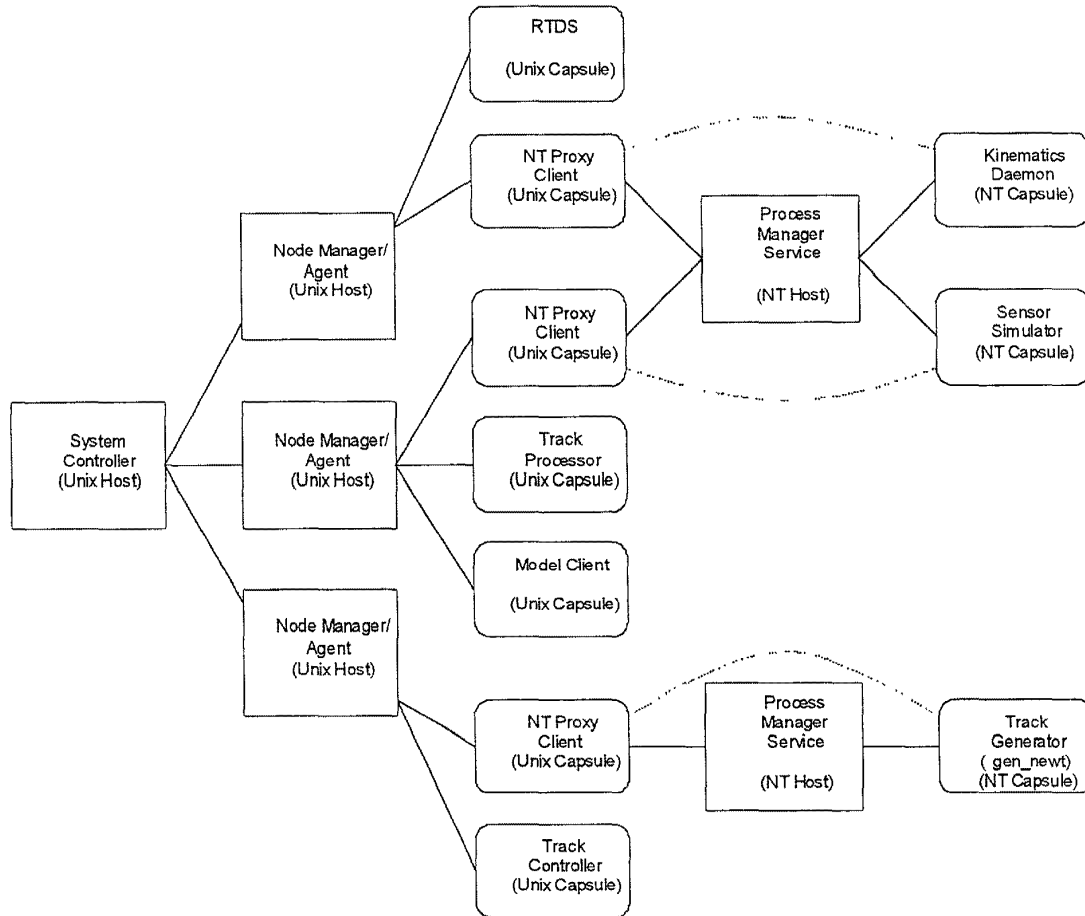 RTDS
(Unix Capsule)
NT Proxy
Client
(Unix Capsule)
Kinematics
Daemon
(NT Capsule)
Process
Manager
Service
(NT Host)
Node Manager/
Agent
(Unix Host)
NT Proxy
Client
(Unix Capsule)
Sensor
Simulator
(NT Capsule)
System
Controller
(Unix Host)
Node Manager/
Agent
(Unix Host)
Track
Processor
(Unix Capsule)
Model Client
(Unix Capsule)
Node Manager/
Agent
(Unix Host)
NT Proxy
Client
(Unix Capsule)
Process
Manager
Service
(NT Host)
Track
Generator
( gen_newt)
(NT Capsule)
Track
Controller
(Unix Capsule)